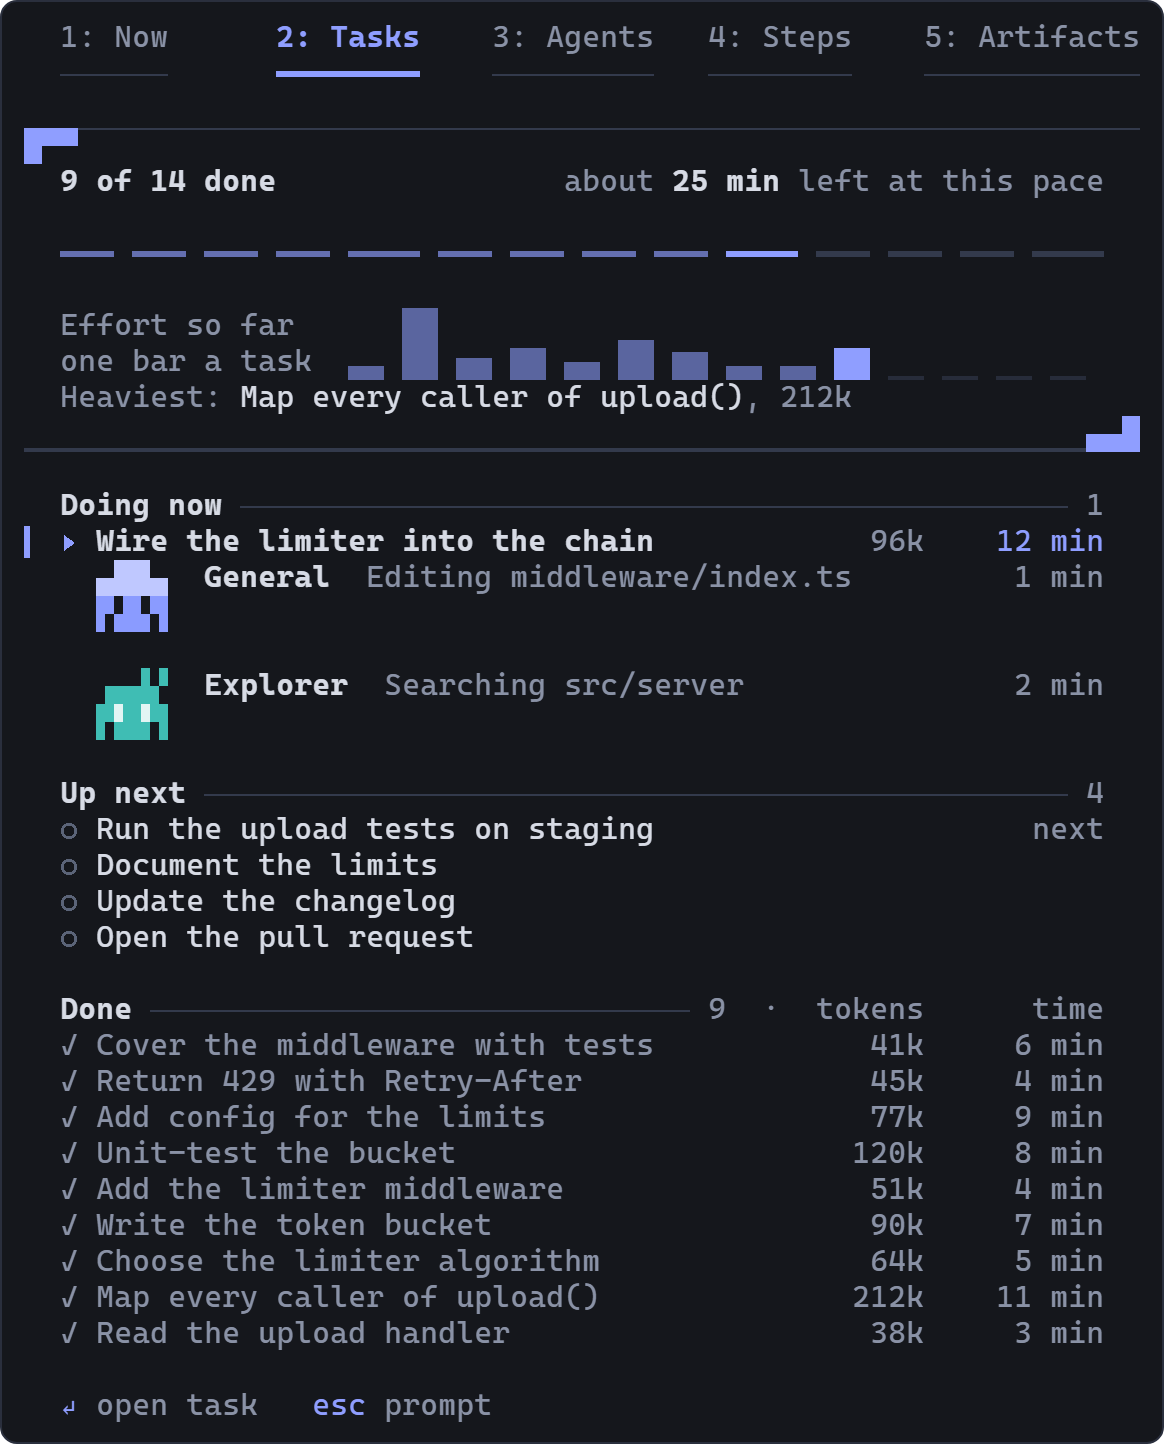 1: Now 2: Tasks 3: Agents 4: Steps 5: Artifacts
9 of 14 done about 25 min left at this pace
Effort so far
one bar a task
Heaviest: Map every caller of upload(), 212k
Doing now 1
Wire the limiter into the chain 96k 12 min
General Editing middleware/index.ts 1 min
Explorer Searching src/server 2 min
Up next 4
Run the upload tests on staging next
Document the limits
Update the changelog
Open the pull request
Done 9 · tokens time
✓ Cover the middleware with tests 41k 6 min
✓ Return 429 with Retry-After 45k 4 min
✓ Add config for the limits 77k 9 min
✓ Unit-test the bucket 120k 8 min
✓ Add the limiter middleware 51k 4 min
✓ Write the token bucket 90k 7 min
✓ Choose the limiter algorithm 64k 5 min
✓ Map every caller of upload() 212k 11 min
✓ Read the upload handler 38k 3 min
↵ open task esc prompt